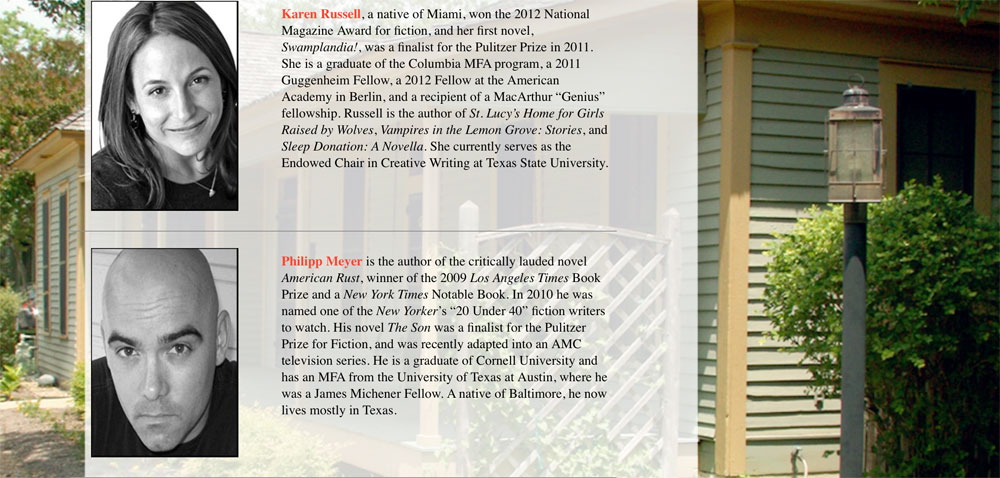 Karen Russell, a native of Miami, won the 2012 National
Magazine Award for fiction, and her first novel,
Swamplandia!, was a finalist for the Pulitzer Prize in 2011.
She is a graduate of the Columbia MFA program, a 2011
Guggenheim Fellow, a 2012 Fellow at the American
Academy in Berlin, and a recipient of a MacArthur “Genius”
fellowship. Russell is the author of St. Lucy’s Home for Girls
Raised by Wolves, Vampires in the Lemon Grove: Stories, and
Sleep Donation: A Novella. She currently serves as the
Endowed Chair in Creative Writing at Texas State University.
Philipp Meyer is the author of the critically lauded novel
American Rust, winner of the 2009 Los Angeles Times Book
Prize and a New York Times Notable Book. In 2010 he was
named one of the New Yorker’s “20 Under 40” fiction writers
to watch. His novel The Son was a finalist for the Pulitzer
Prize for Fiction, and was recently adapted into an AMC
television series. He is a graduate of Cornell University and
has an MFA from the University of Texas at Austin, where he
was a James Michener Fellow. A native of Baltimore, he now
lives mostly in Texas.